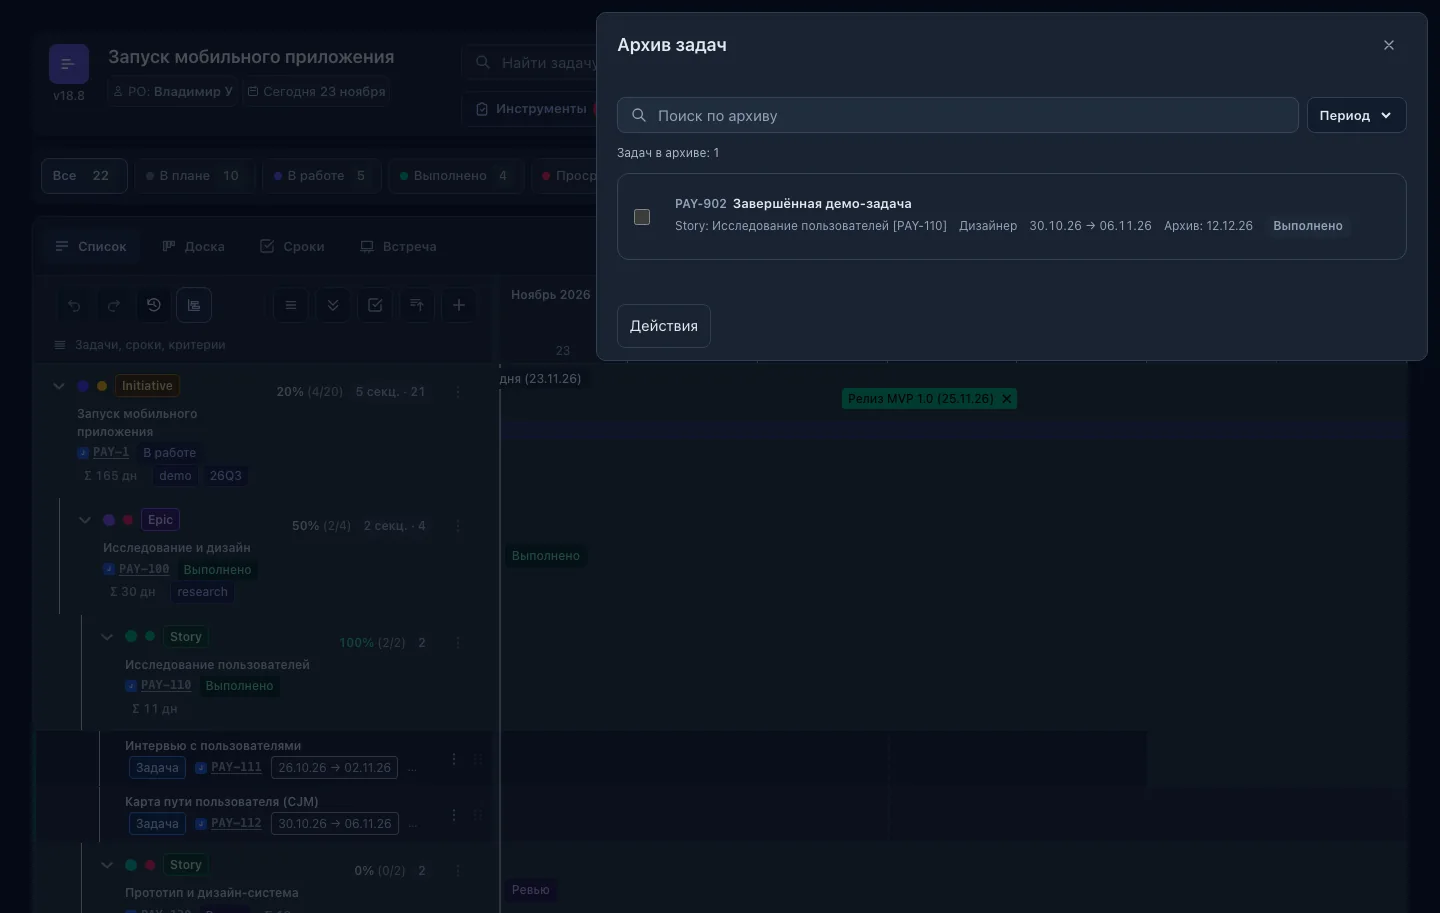 Запуск мобильного приложения
v18.8
PO: Владимир У
Сегодня 23 ноября
Найти задачу
Инструменты
Архив задач
Поиск по архиву
Период
Задач в архиве: 1
PAY-902 Завершённая демо-задача
Story: Исследование пользователей [PAY-110] Дизайнер 30.10.26 → 06.11.26 Архив: 12.12.26 Выполнено
Действия
Все 22
В плане 10
В работе 5
Выполнено 4
Список
Доска
Сроки
Встреча
Задачи, сроки, критерии
Ноябрь 2026
23
дня (23.11.26)
Релиз MVP 1.0 (25.11.26)
Initiative
20% (4/20) 5 секц. · 21
Запуск мобильного
приложения
PAY-1 В работе
Σ 165 дн demo 26Q3
Epic
50% (2/4) 2 секц. · 4
Исследование и дизайн
PAY-100 Выполнено
Σ 30 дн research
Выполнено
Story
100% (2/2) 2
Исследование пользователей
PAY-110 Выполнено
Σ 11 дн
Интервью с пользователями
Задача PAY-111 26.10.26 → 02.11.26 ...
Карта пути пользователя (CJM)
Задача PAY-112 30.10.26 → 06.11.26 ...
Story
0% (0/2) 2
Прототип и дизайн-система
Ревью